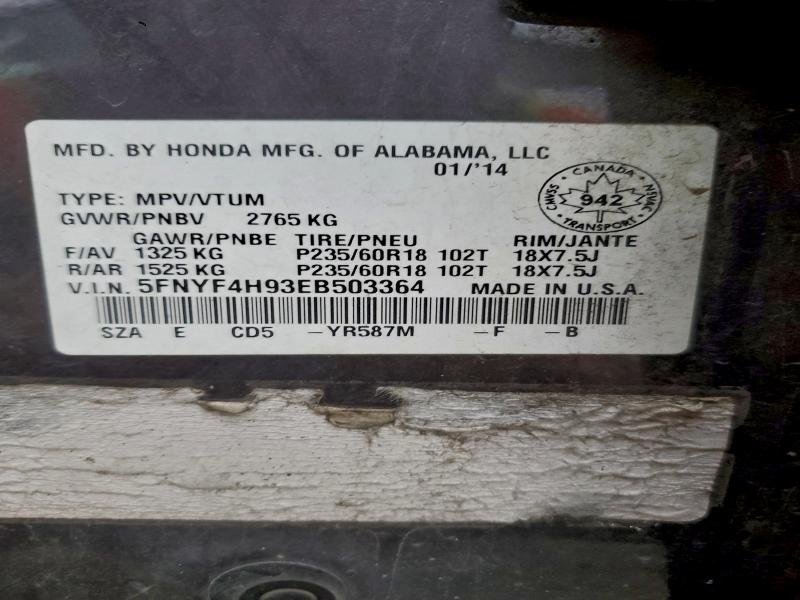 MFD. BY HONDA MFG. OF ALABAMA, LLC
01/'14
TYPE: MPV/VTUM
GVWR/PNBV 2765 KG
GAWR/PNBE TIRE/PNEU RIM/JANTE
F/AV 1325 KG P235/60R18 102T 18X7.5J
R/AR 1525 KG P235/60R18 102T 18X7.5J
V.I.N. 5FNYF4H93EB503364 MADE IN U.S.A.
SZA E CD5 -YR587M -F -B
CANADA
CMVSS 942 NSVAC
TRANSPORT